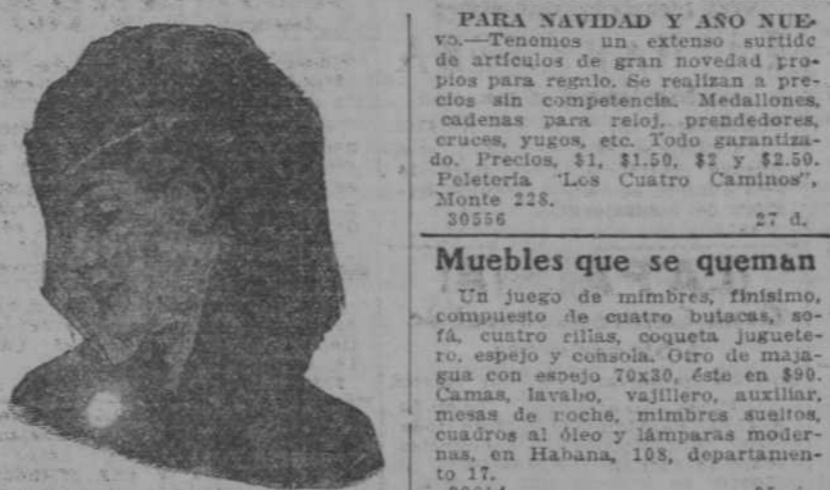 PARA NAVIDAD Y AÑO NUE-
vo.—Tenemos un extenso surtido
de artículos de gran novedad pro-
pios para regalo. Se realizan a pre-
cios sin competencia. Medallones,
cadenas para reloj, prendedores,
cruces, yugos, etc. Todo garantiza-
do. Precios, $1, $1.50, $2 y $2.50.
Peletería "Los Cuatro Caminos",
Monte 228.
30556 27 d.
Muebles que se queman
Un juego de mimbres, finísimo,
compuesto de cuatro butacas, so-
fá, cuatro rillas, coqueta juguete-
ro, espejo y consola. Otro de maja-
gua con espejo 70x30, éste en $90.
Camas, lavabo, vajillero, auxiliar,
mesas de noche, mimbres sueltos,
cuadros al óleo y lámparas moder-
nas, en Habana, 108, departamen-
to 17.